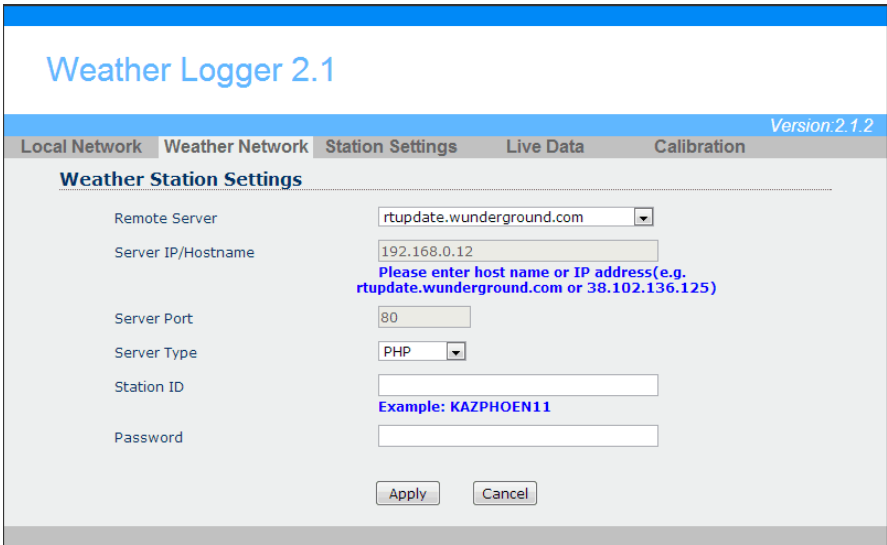 Weather Logger 2.1
Version:2.1.2
Local Network Weather Network Station Settings Live Data Calibration
Weather Station Settings
Remote Server rtupdate.wunderground.com
Server IP/Hostname 192.168.0.12
Please enter host name or IP address(e.g.
rtupdate.wunderground.com or 38.102.136.125)
Server Port 80
Server Type PHP
Station ID
Example: KAZPHOEN11
Password
Apply Cancel